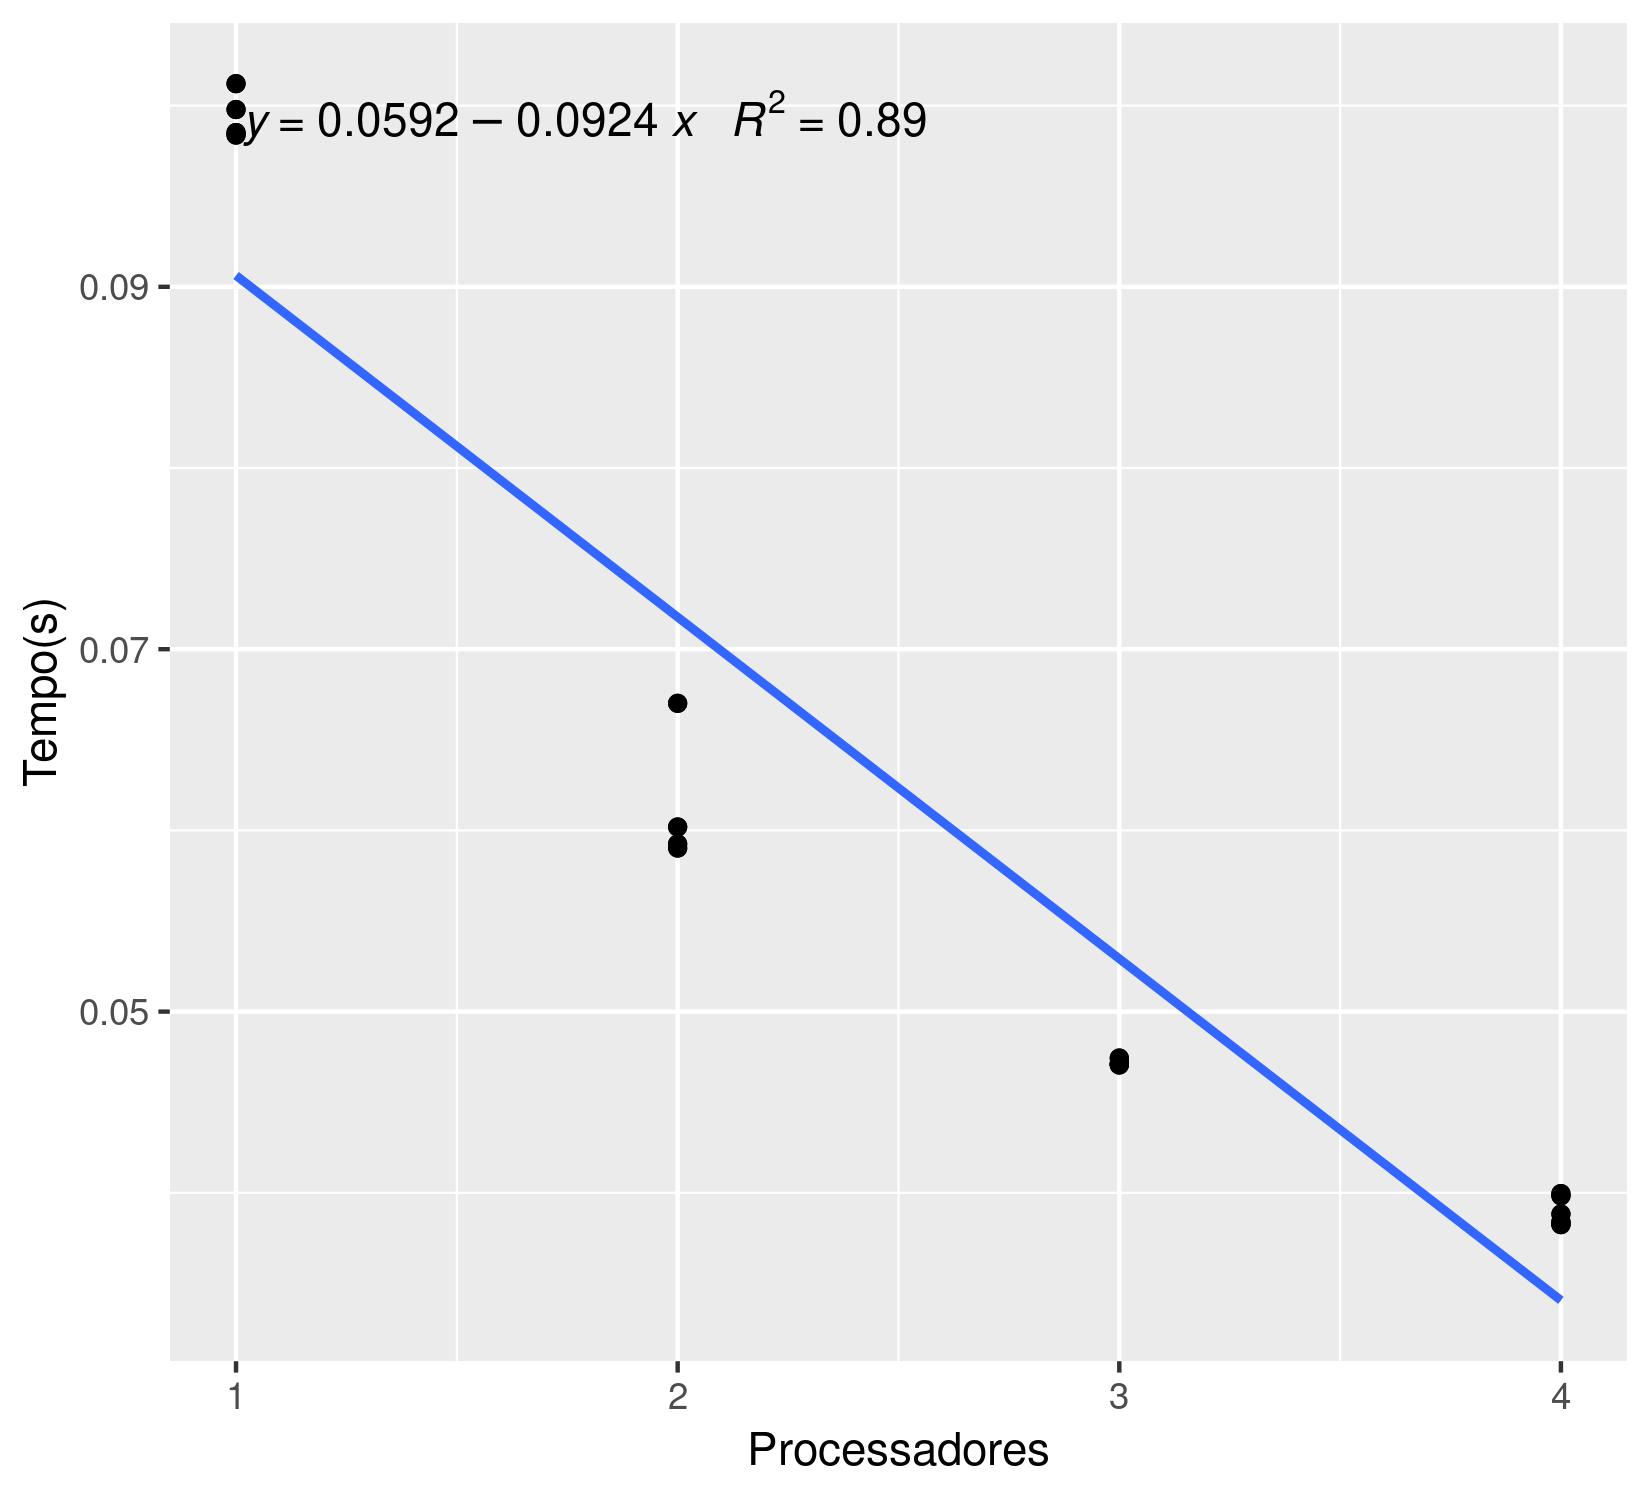 y = 0.0592 − 0.0924 x R² = 0.89
0.09
0.07
0.05
Tempo(s)
1 2 3 4
Processadores